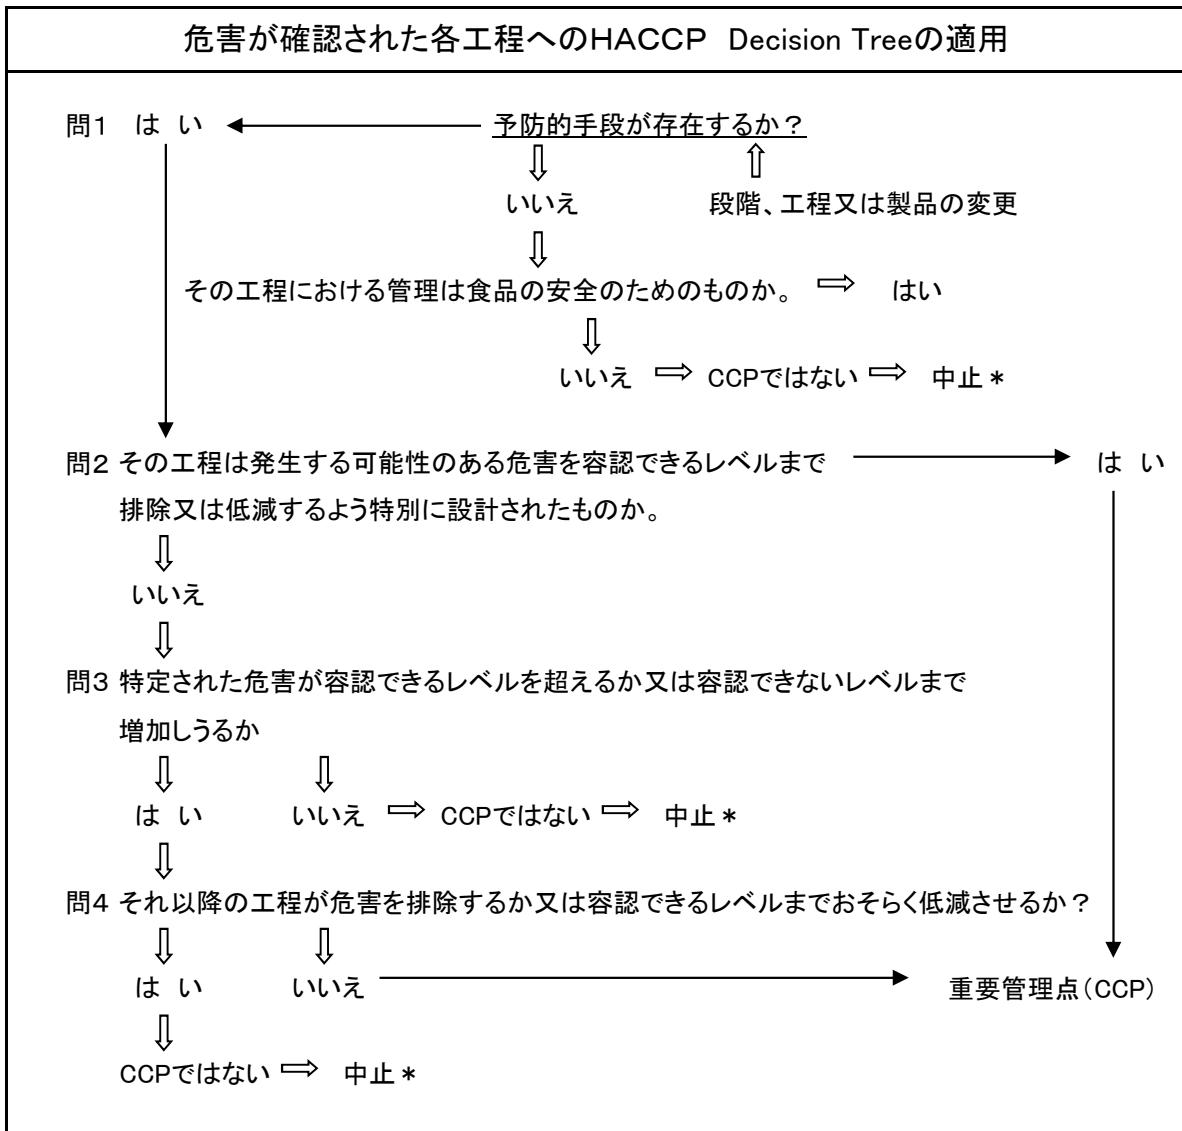 危害が確認された各工程へのHACCP Decision Treeの適用
問1 はい 予防的手段が存在するか？
いいえ 段階、工程又は製品の変更
その工程における管理は食品の安全のためのものか。 はい
いいえ CCPではない 中止＊
問2 その工程は発生する可能性のある危害を容認できるレベルまで はい
排除又は低減するよう特別に設計されたものか。
いいえ
問3 特定された危害が容認できるレベルを超えるか又は容認できないレベルまで
増加しうるか
はい いいえ CCPではない 中止＊
問4 それ以降の工程が危害を排除するか又は容認できるレベルまでおそらく低減させるか？
はい いいえ 重要管理点（CCP）
CCPではない 中止＊